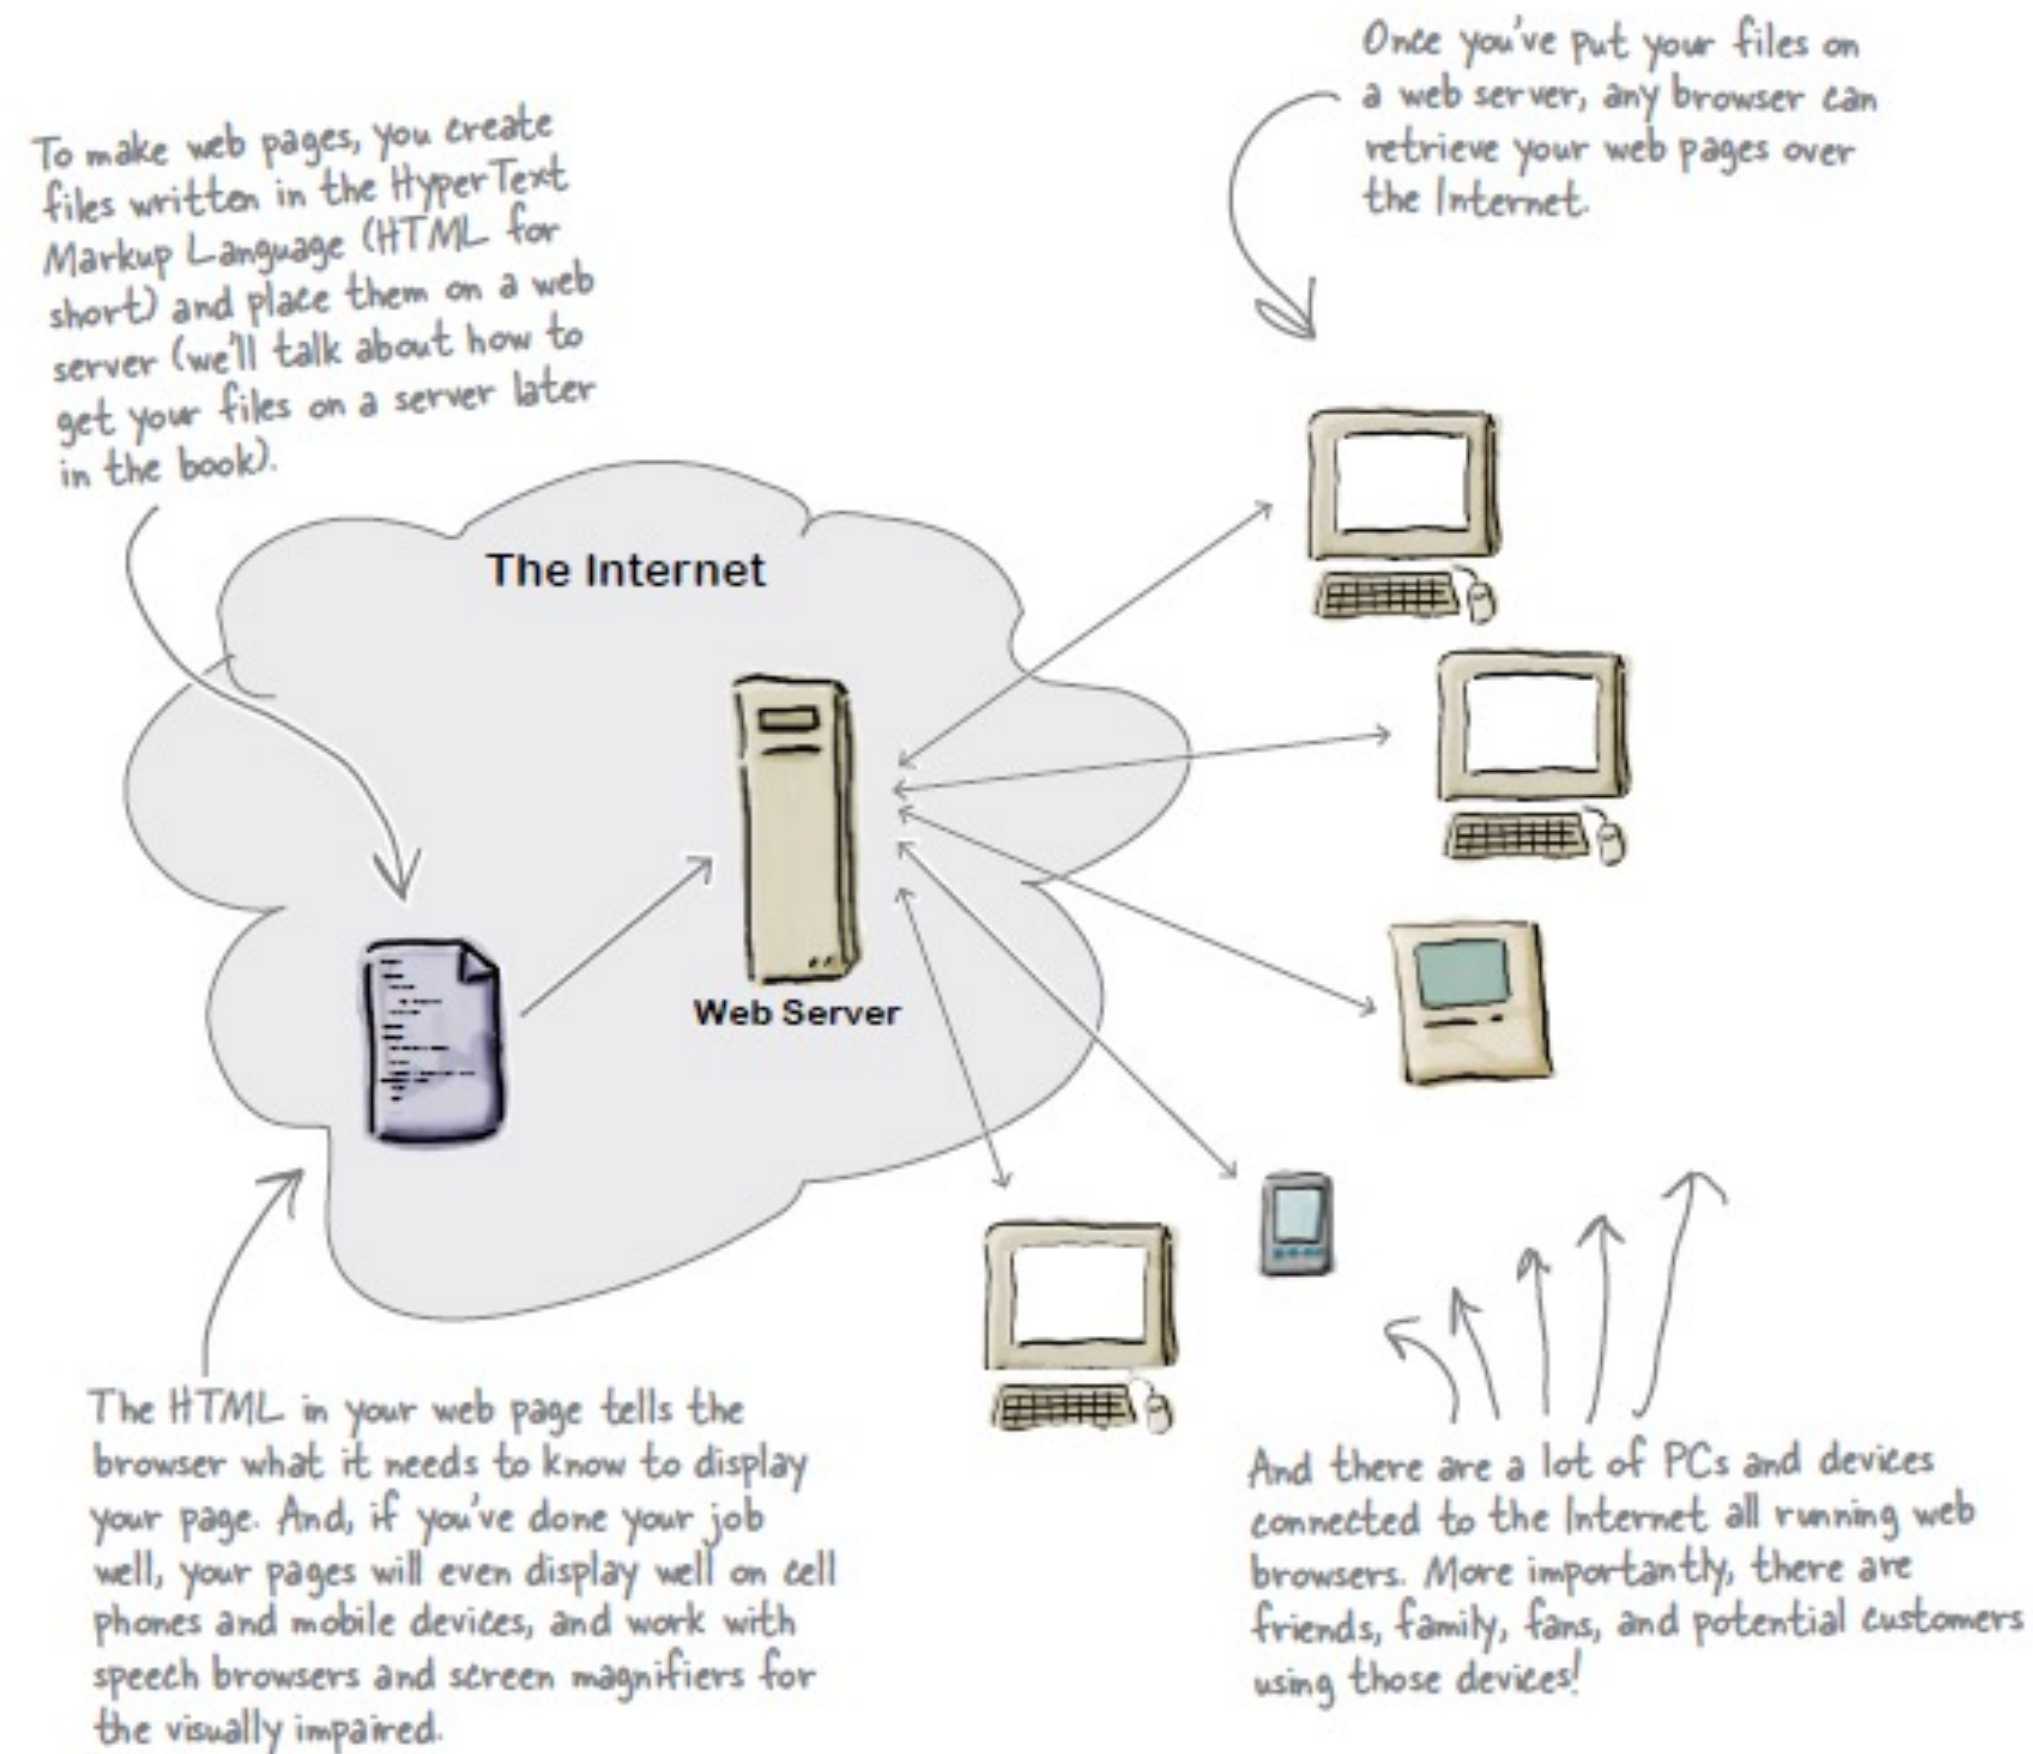 Once you've put your files on
a web server, any browser can
retrieve your web pages over
the Internet.
To make web pages, you create
files written in the HyperText
Markup Language (HTML for
short) and place them on a web
server (we'll talk about how to
get your files on a server later
in the book).
The Internet
Web Server
The HTML in your web page tells the
browser what it needs to know to display
your page. And, if you've done your job
well, your pages will even display well on cell
phones and mobile devices, and work with
speech browsers and screen magnifiers for
the visually impaired.
And there are a lot of PCs and devices
connected to the Internet all running web
browsers. More importantly, there are
friends, family, fans, and potential customers
using those devices!